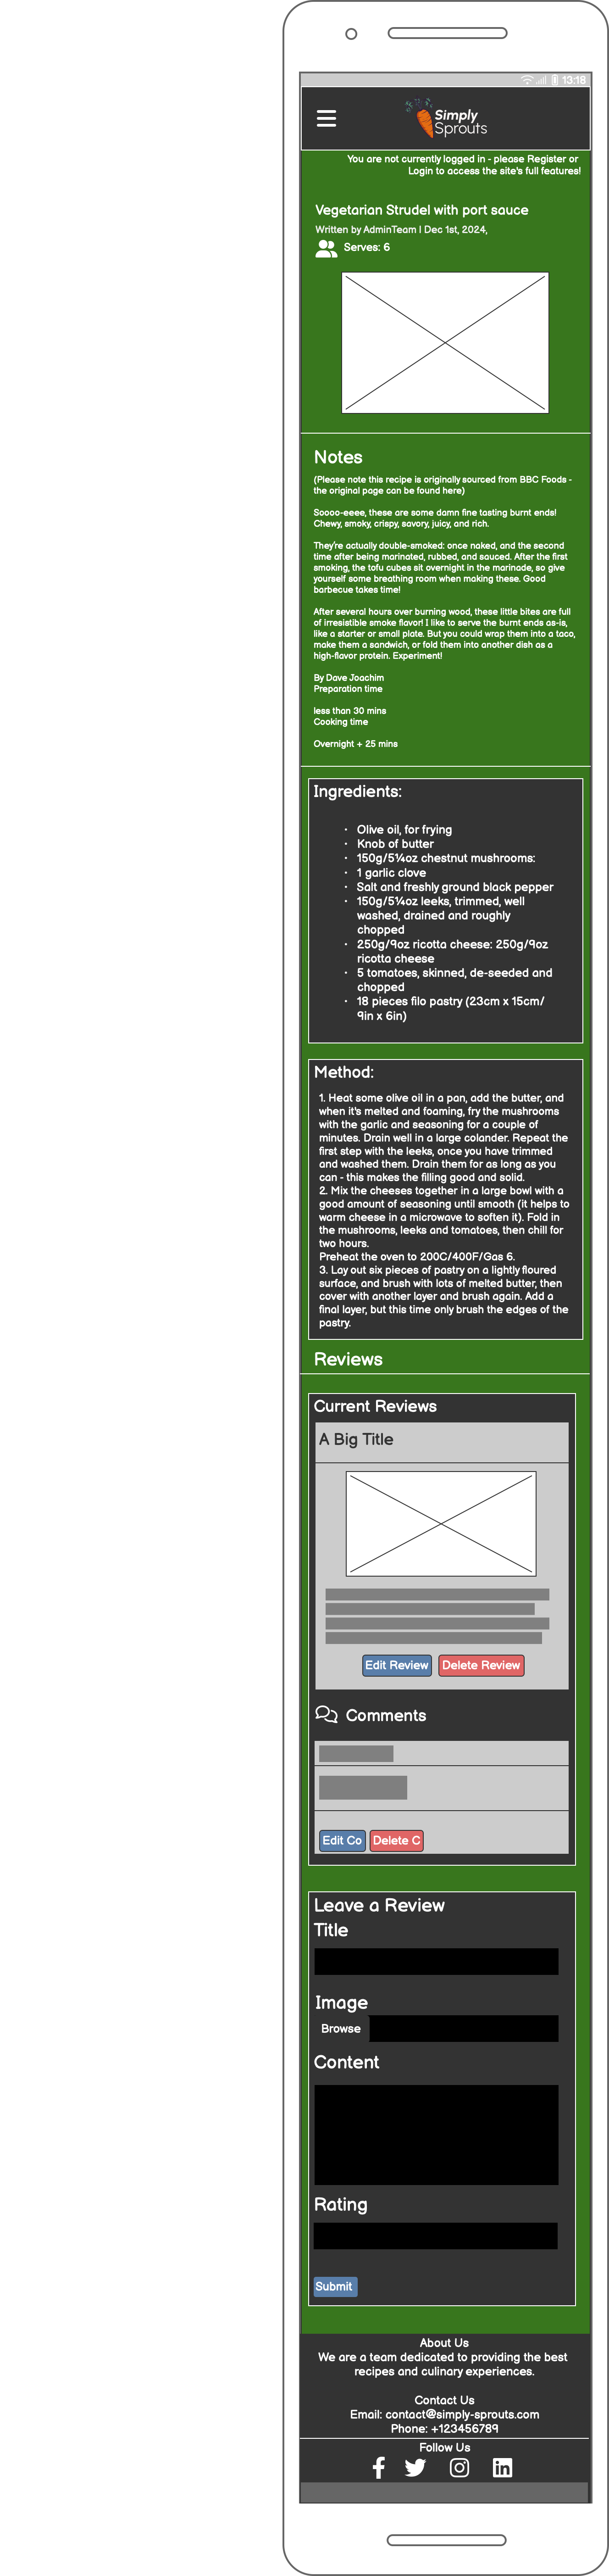 13:18
Simply
Sprouts
You are not currently logged in - please Register or
Login to access the site's full features!
Vegetarian Strudel with port sauce
Written by AdminTeam | Dec 1st, 2024,
Serves: 6
Notes
(Please note this recipe is originally sourced from BBC Foods -
the original page can be found here)
Soooo-eeee, these are some damn fine tasting burnt ends!
Chewy, smoky, crispy, savory, juicy, and rich.
They're actually double-smoked: once naked, and the second
time after being marinated, rubbed, and sauced. After the first
smoking, the tofu cubes sit overnight in the marinade, so give
yourself some breathing room when making these. Good
barbecue takes time!
After several hours over burning wood, these little bites are full
of irresistible smoke flavor! I like to serve the burnt ends as-is,
like a starter or small plate. But you could wrap them into a taco,
make them a sandwich, or fold them into another dish as a
high-flavor protein. Experiment!
By Dave Joachim
Preparation time
less than 30 mins
Cooking time
Overnight + 25 mins
Ingredients:
• Olive oil, for frying
• Knob of butter
• 150g/5¼oz chestnut mushrooms:
• 1 garlic clove
• Salt and freshly ground black pepper
• 150g/5¼oz leeks, trimmed, well
washed, drained and roughly
chopped
• 250g/9oz ricotta cheese: 250g/9oz
ricotta cheese
• 5 tomatoes, skinned, de-seeded and
chopped
• 18 pieces filo pastry (23cm x 15cm/
9in x 6in)
Method:
1. Heat some olive oil in a pan, add the butter, and
when it's melted and foaming, fry the mushrooms
with the garlic and seasoning for a couple of
minutes. Drain well in a large colander. Repeat the
first step with the leeks, once you have trimmed
and washed them. Drain them for as long as you
can - this makes the filling good and solid.
2. Mix the cheeses together in a large bowl with a
good amount of seasoning until smooth (it helps to
warm cheese in a microwave to soften it). Fold in
the mushrooms, leeks and tomatoes, then chill for
two hours.
Preheat the oven to 200C/400F/Gas 6.
3. Lay out six pieces of pastry on a lightly floured
surface, and brush with lots of melted butter, then
cover with another layer and brush again. Add a
final layer, but this time only brush the edges of the
pastry.
Reviews
Current Reviews
A Big Title
Edit Review Delete Review
Comments
Edit Co Delete C
Leave a Review
Title
Image
Browse
Content
Rating
Submit
About Us
We are a team dedicated to providing the best
recipes and culinary experiences.
Contact Us
Email: contact@simply-sprouts.com
Phone: +123456789
Follow Us